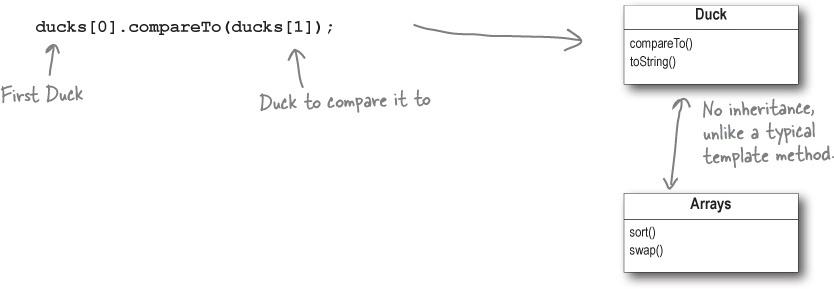 ducks[0].compareTo(ducks[1]);
First Duck
Duck to compare it to
Duck
compareTo()
toString()
No inheritance,
unlike a typical
template method.
Arrays
sort()
swap()